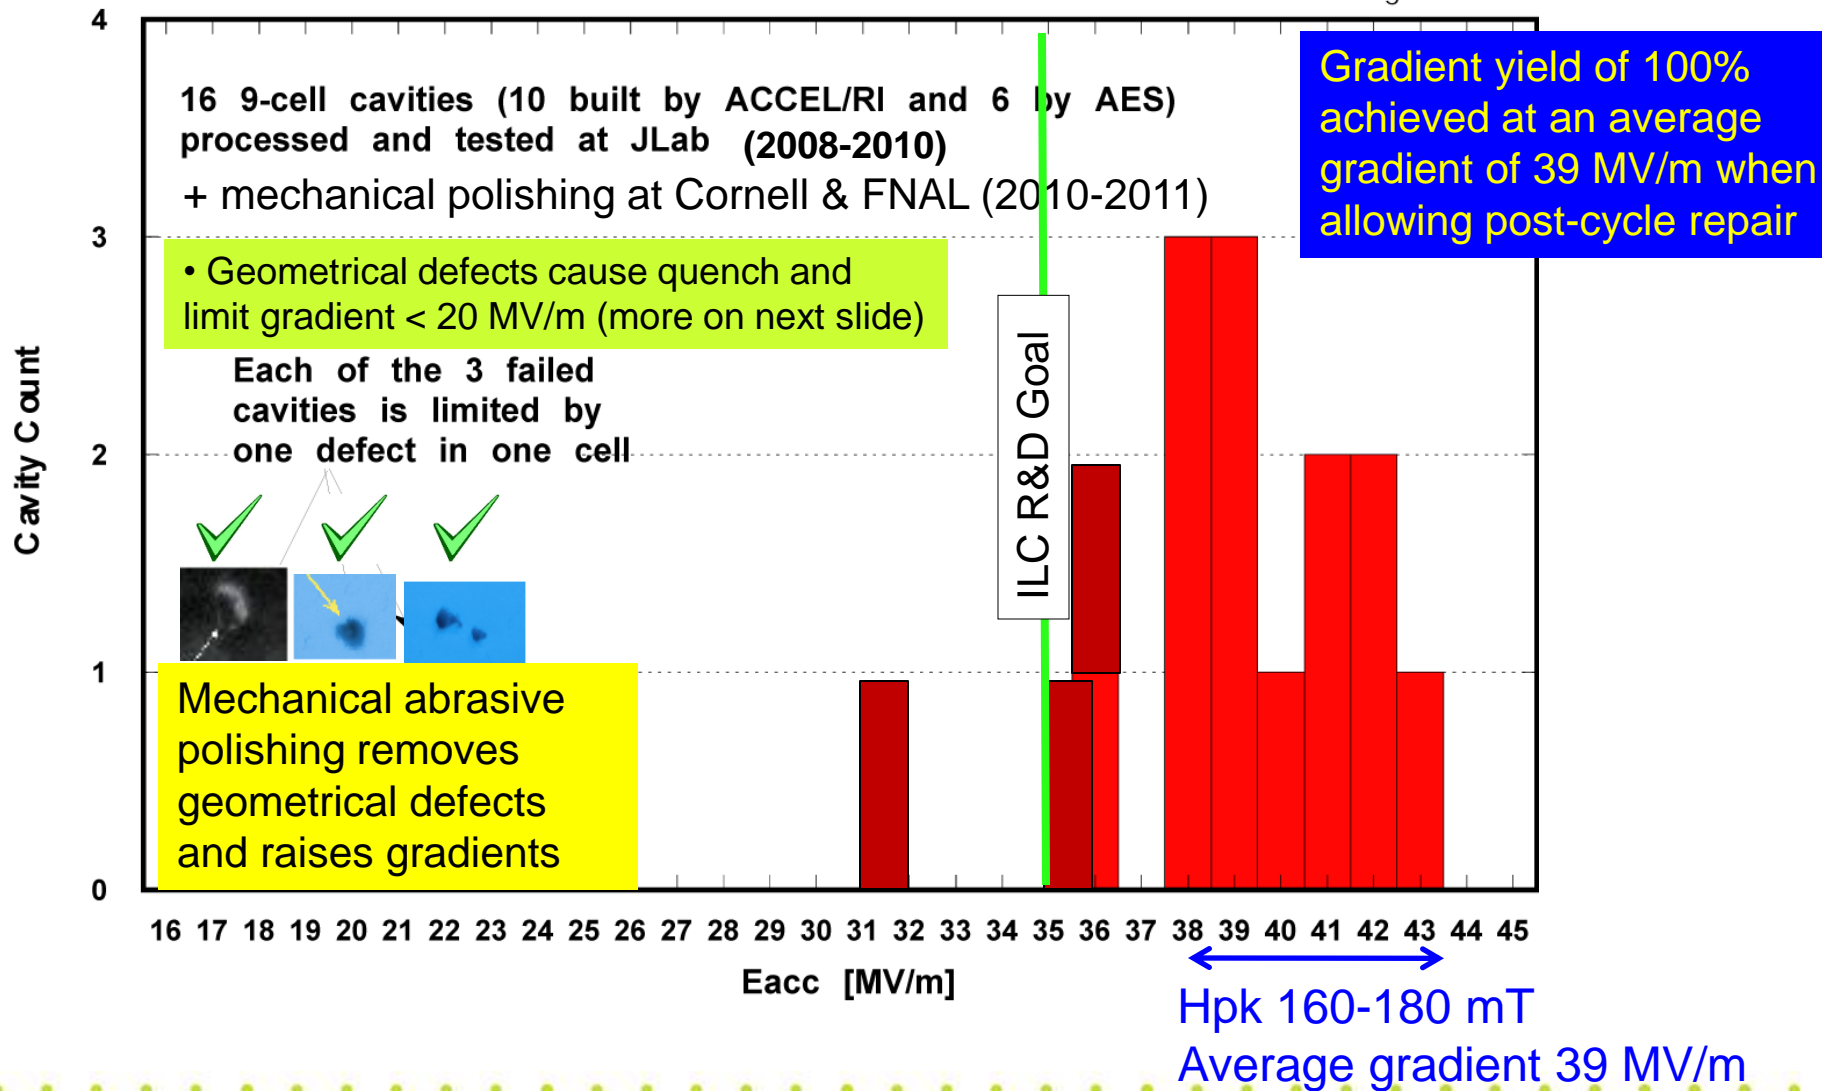 4
16 9-cell cavities (10 built by ACCEL/RI and 6 by AES)
processed and tested at JLab (2008-2010)
+ mechanical polishing at Cornell & FNAL (2010-2011)
Gradient yield of 100%
achieved at an average
gradient of 39 MV/m when
allowing post-cycle repair
3
• Geometrical defects cause quench and
limit gradient < 20 MV/m (more on next slide)
Each of the 3 failed
cavities is limited by
one defect in one cell
ILC R&D Goal
Cavity Count
2
1
Mechanical abrasive
polishing removes
geometrical defects
and raises gradients
0
16 17 18 19 20 21 22 23 24 25 26 27 28 29 30 31 32 33 34 35 36 37 38 39 40 41 42 43 44 45
Eacc [MV/m]
Hpk 160-180 mT
Average gradient 39 MV/m